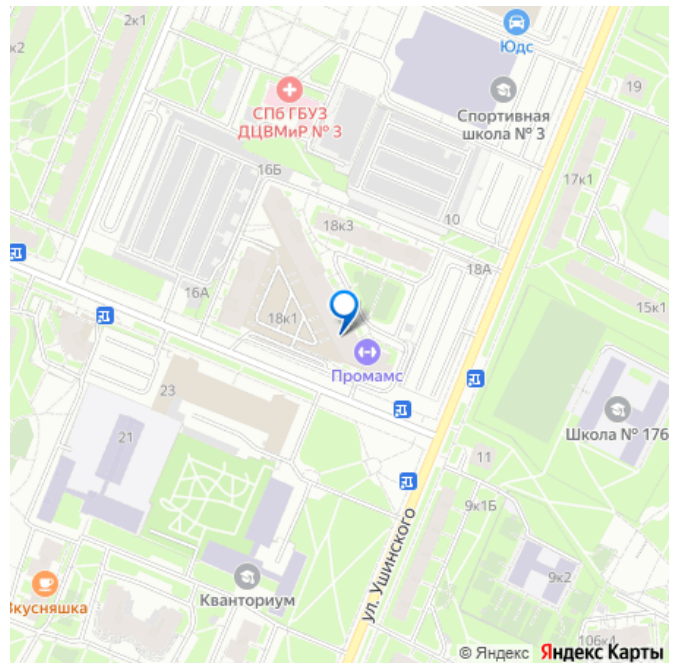 2к1
к2
Юдс
19
СПб ГБУЗ
ДЦВМиР № 3
Спортивная
школа № 3
16Б
17к1
18к3
10
18А
16А
15к1
18к1
Промамс
23
21
Школа № 176
11
9к1Б
ул. Ушинского
Кванториум
9к2
Вкусняшка
106к4
© Яндекс Яндекс Карты